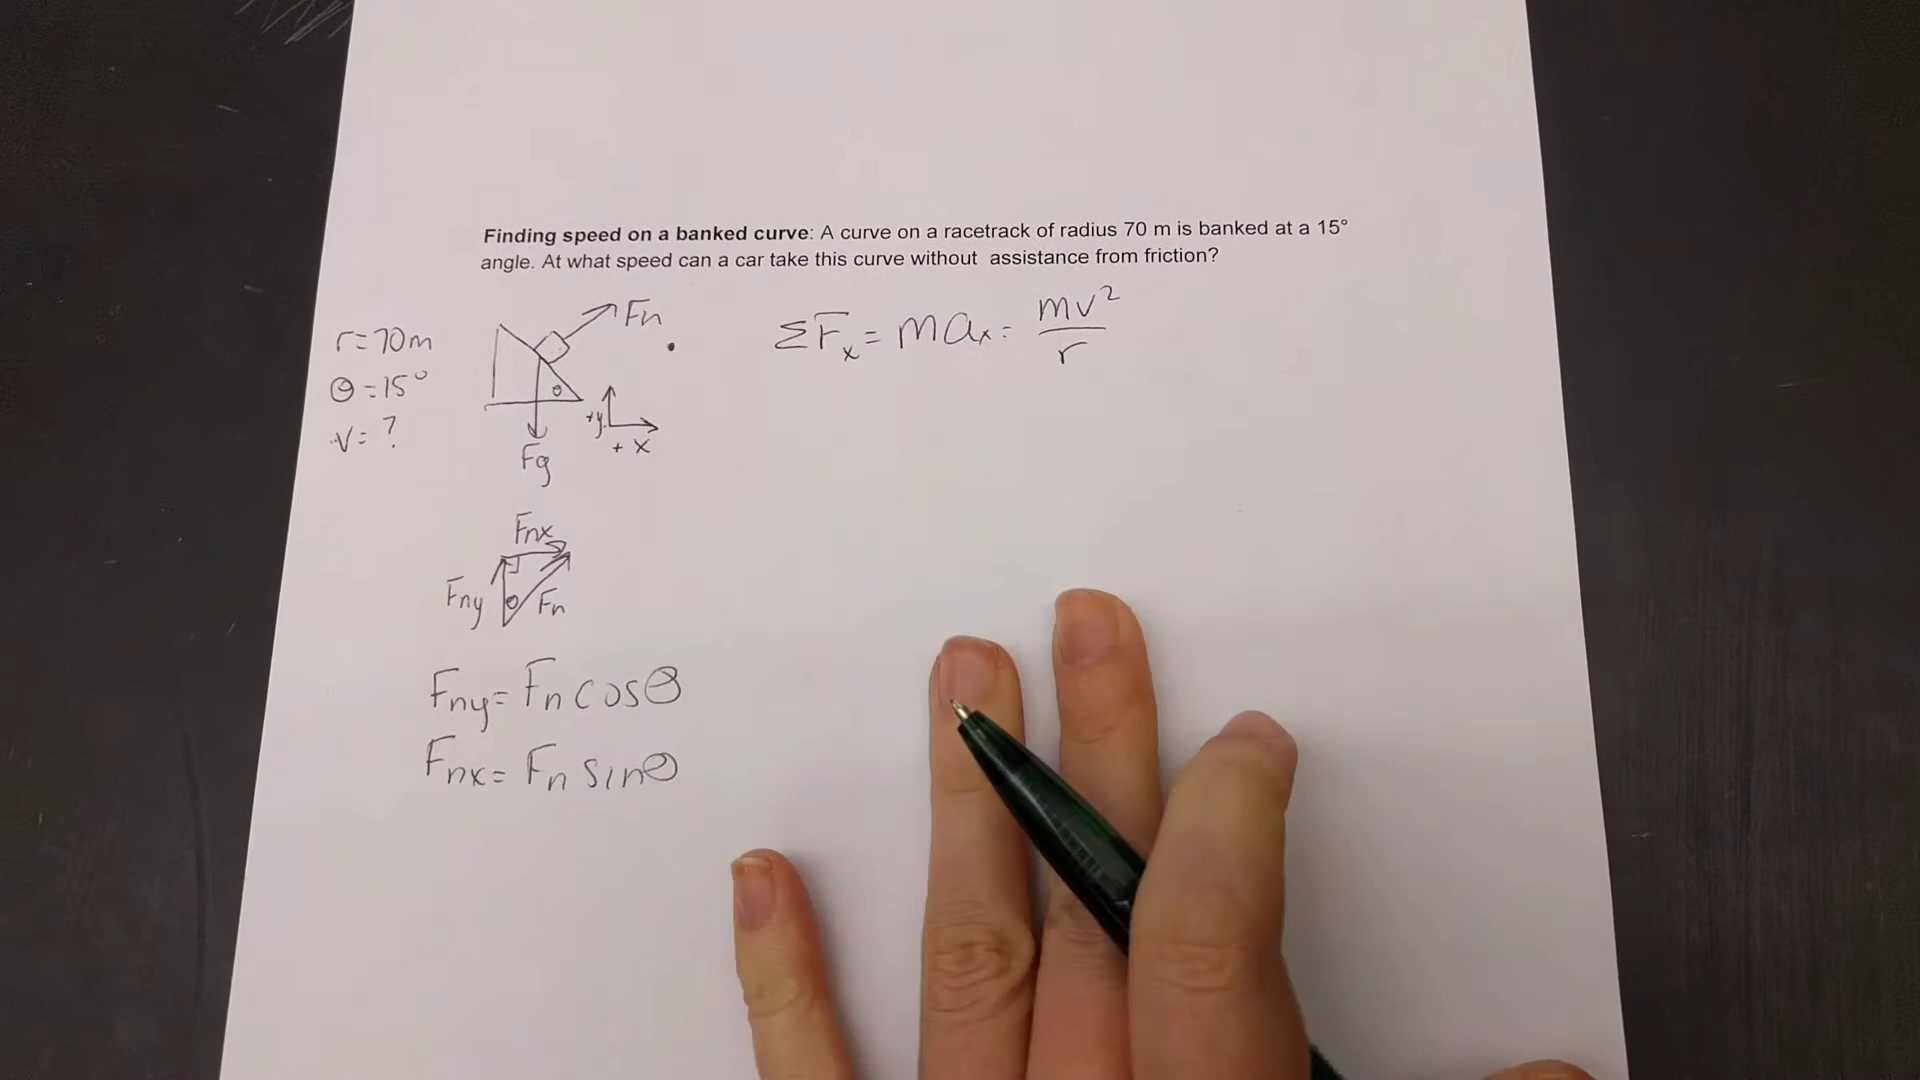 Finding speed on a banked curve: A curve on a racetrack of radius 70 m is banked at a 15°
angle. At what speed can a car take this curve without assistance from friction?
r=70m
θ=15°
v=?
Fn
θ
Fg
+y
+x
ΣFx = max = mv²/r
Fnx
Fny
θ
Fn
Fny = Fn cosθ
Fnx = Fn sinθ